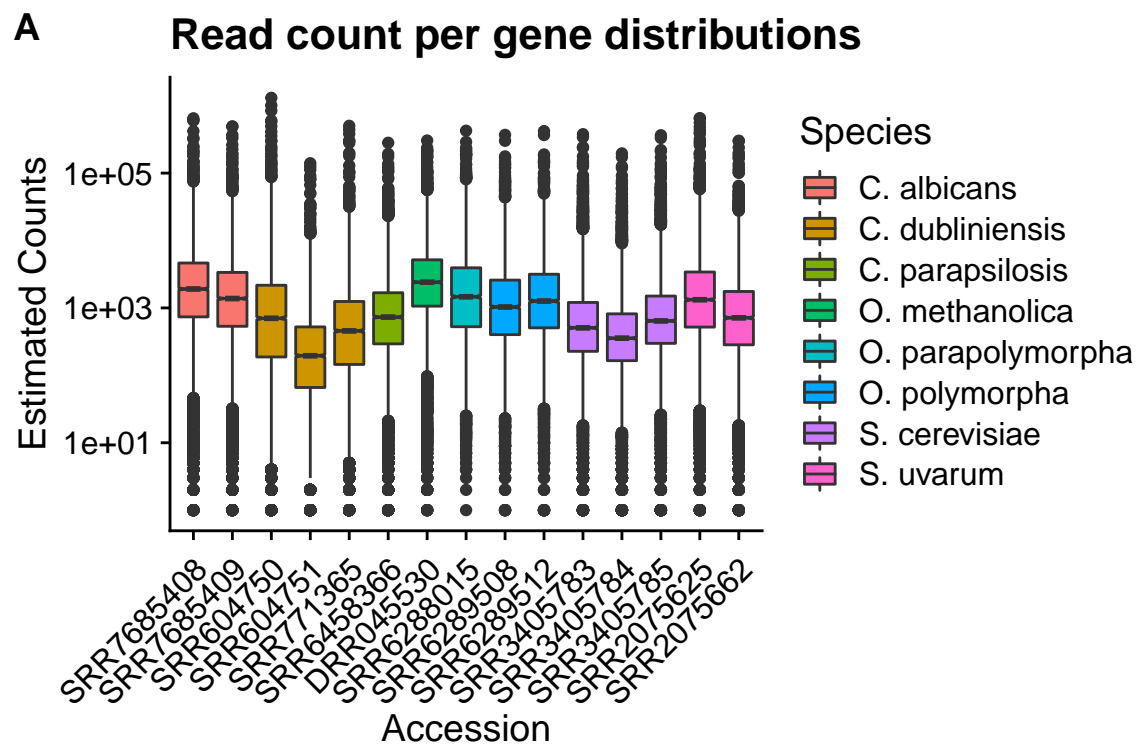 A
Read count per gene distributions
Estimated Counts
1e+05
1e+03
1e+01
SRR7685408
SRR7685409
SRR604750
SRR604751
SRR771365
SRR6458366
DRR045530
SRR6288015
SRR6289508
SRR6289512
SRR3405783
SRR3405784
SRR3405785
SRR2075625
SRR2075662
Accession
Species
C. albicans
C. dubliniensis
C. parapsilosis
O. methanolica
O. parapolymorpha
O. polymorpha
S. cerevisiae
S. uvarum